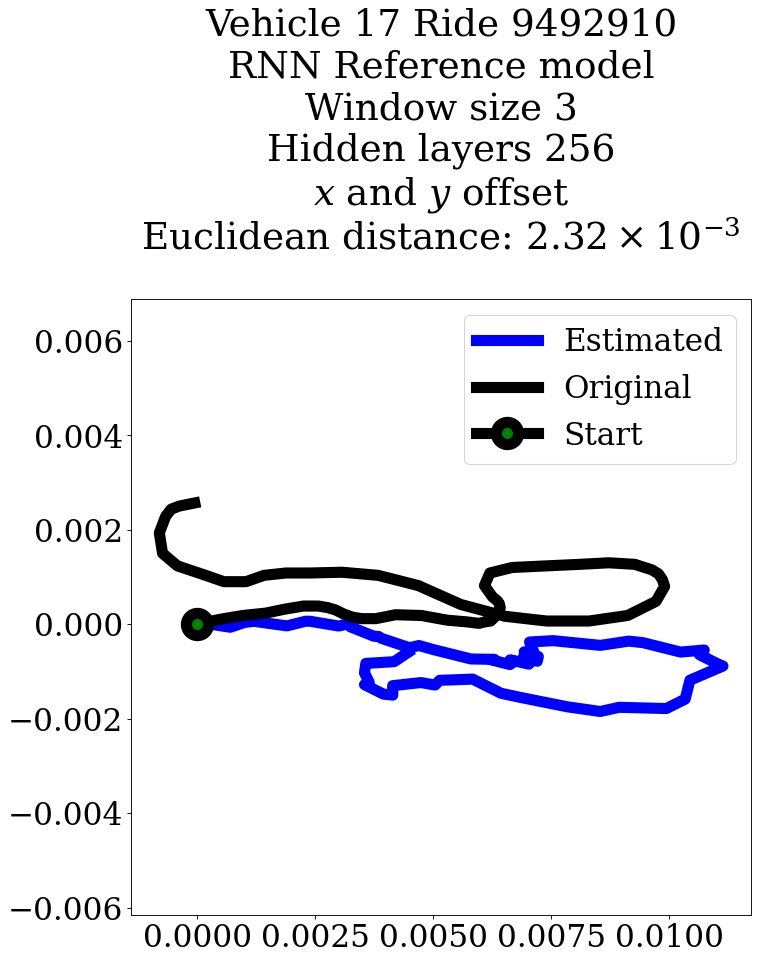 Vehicle 17 Ride 9492910
RNN Reference model
Window size 3
Hidden layers 256
x and y offset
Euclidean distance: 2.32 × 10⁻³
Estimated
Original
Start
0.006
0.004
0.002
0.000
−0.002
−0.004
−0.006
0.0000 0.0025 0.0050 0.0075 0.0100